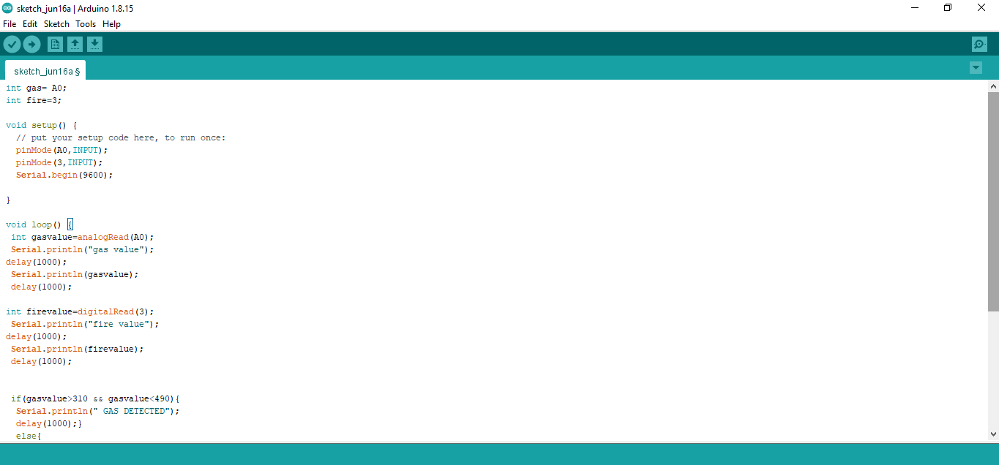 sketch_jun16a | Arduino 1.8.15
File Edit Sketch Tools Help
sketch_jun16a §
int gas= A0;
int fire=3;

void setup() {
  // put your setup code here, to run once:
  pinMode(A0,INPUT);
  pinMode(3,INPUT);
  Serial.begin(9600);

}

void loop() {
 int gasvalue=analogRead(A0);
 Serial.println("gas value");
delay(1000);
 Serial.println(gasvalue);
 delay(1000);

int firevalue=digitalRead(3);
 Serial.println("fire value");
delay(1000);
 Serial.println(firevalue);
 delay(1000);


 if(gasvalue>310 && gasvalue<490){
  Serial.println(" GAS DETECTED");
  delay(1000);}
  else{